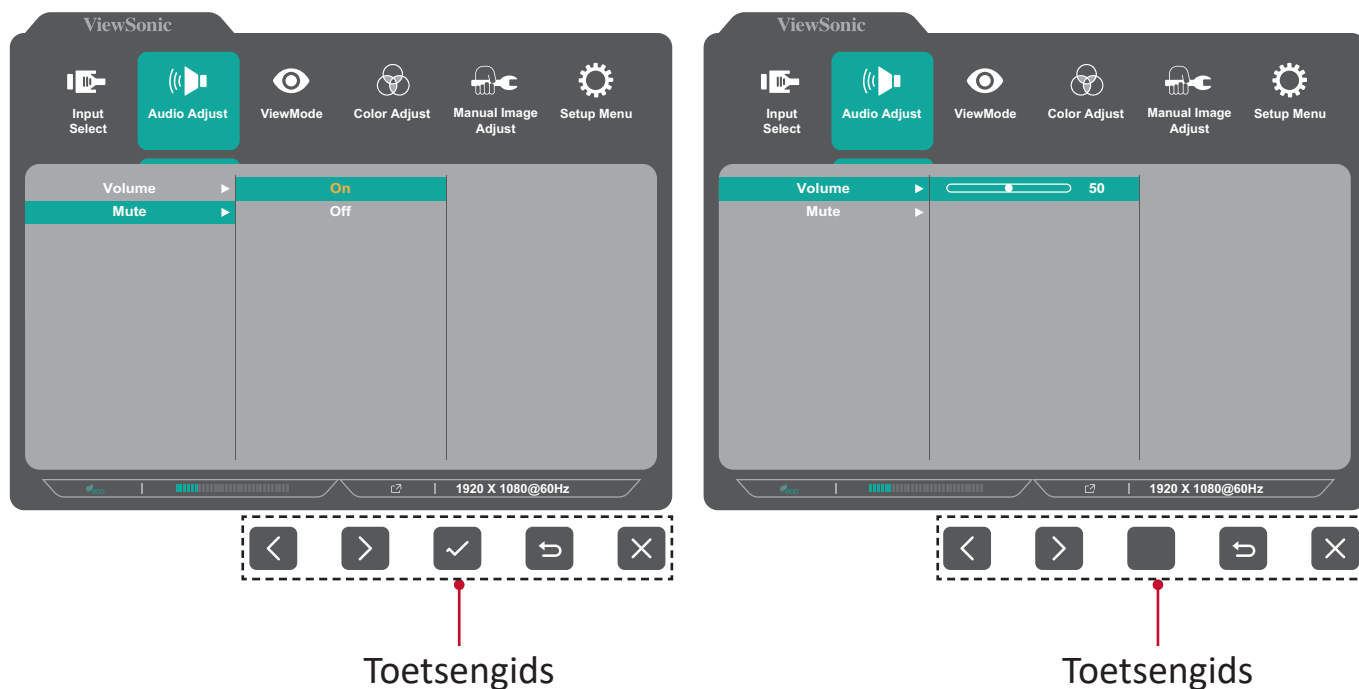 ViewSonic
Input
Select
Audio Adjust
ViewMode
Color Adjust
Manual Image
Adjust
Setup Menu
Volume
On
Mute
Off
eco
1920 X 1080@60Hz
Toetsengids
ViewSonic
Input
Select
Audio Adjust
ViewMode
Color Adjust
Manual Image
Adjust
Setup Menu
Volume
50
Mute
eco
1920 X 1080@60Hz
Toetsengids